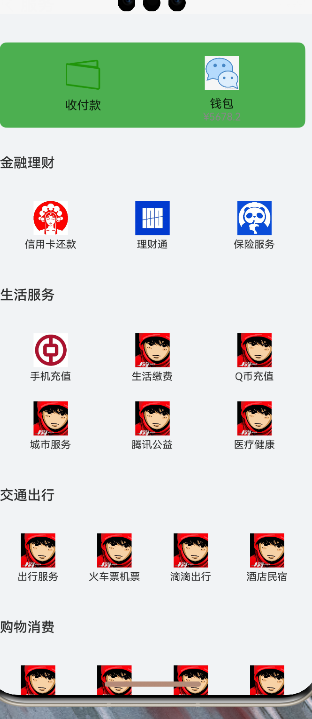 收付款
钱包
金融理财
信用卡还款
理财通
保险服务
生活服务
手机充值
生活缴费
Q币充值
城市服务
腾讯公益
医疗健康
交通出行
出行服务
火车票机票
滴滴出行
酒店民宿
购物消费